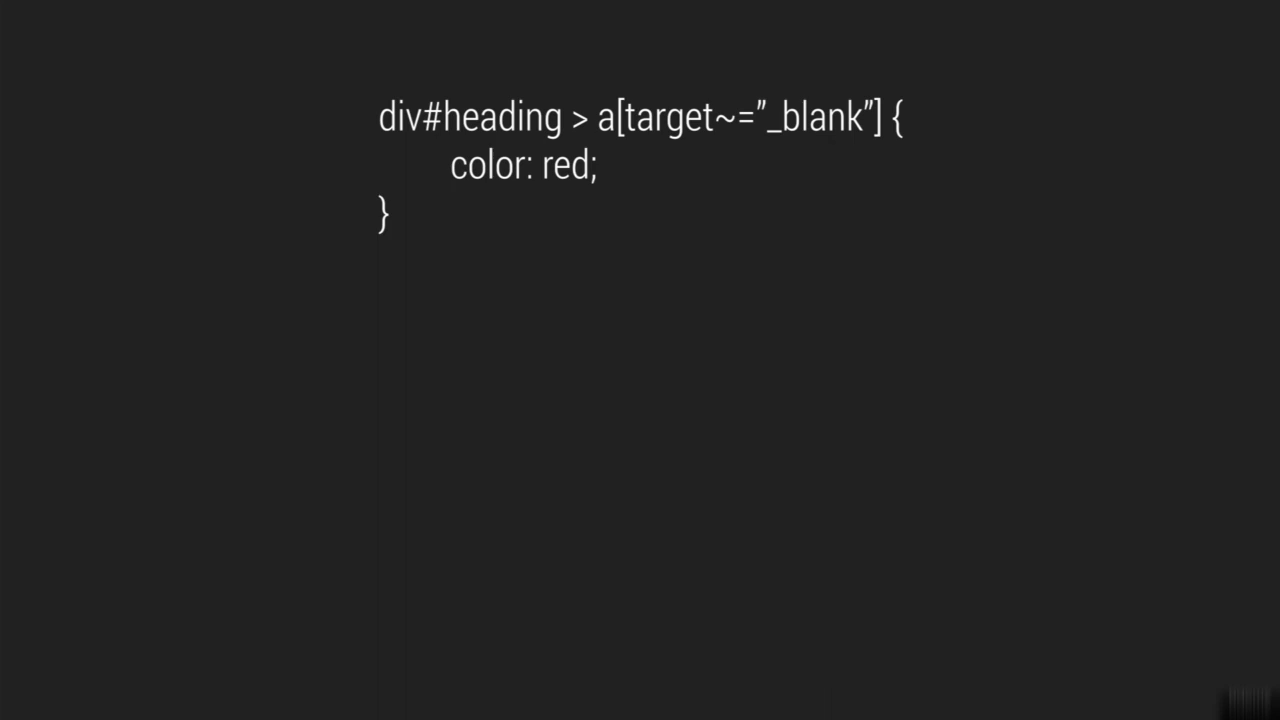 div#heading > a[target~=”_blank”] {
color: red;
}